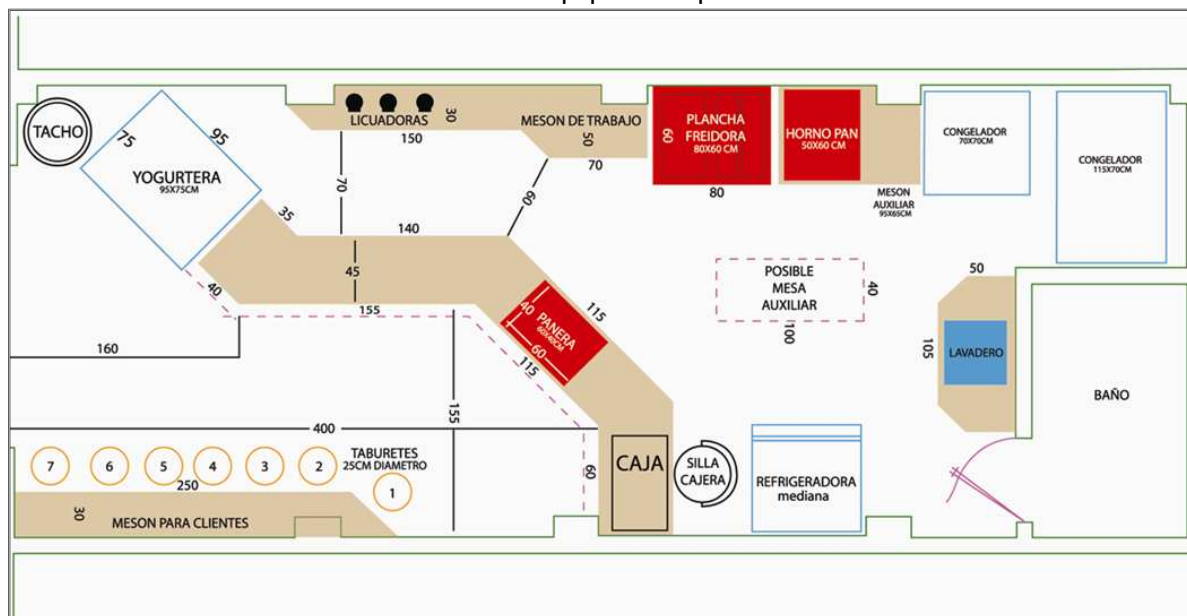 TACHO
75
95
YOGURTERA
95X75CM
35
40
LICUADORAS
30
150
MESON DE TRABAJO
50
70
70
60
140
45
155
160
PLANCHA
FREIDORA
80X60 CM
60
80
HORNO PAN
50X60 CM
MESON
AUXILIAR
95X65CM
CONGELADOR
70X70CM
CONGELADOR
115X70CM
PANERA
60X40CM
40
60
115
115
POSIBLE
MESA
AUXILIAR
40
100
50
LAVADERO
105
BAÑO
400
155
7
6
5
4
3
2
1
TABURETES
25CM DIAMETRO
250
30
MESON PARA CLIENTES
60
CAJA
SILLA
CAJERA
REFRIGERADORA
mediana